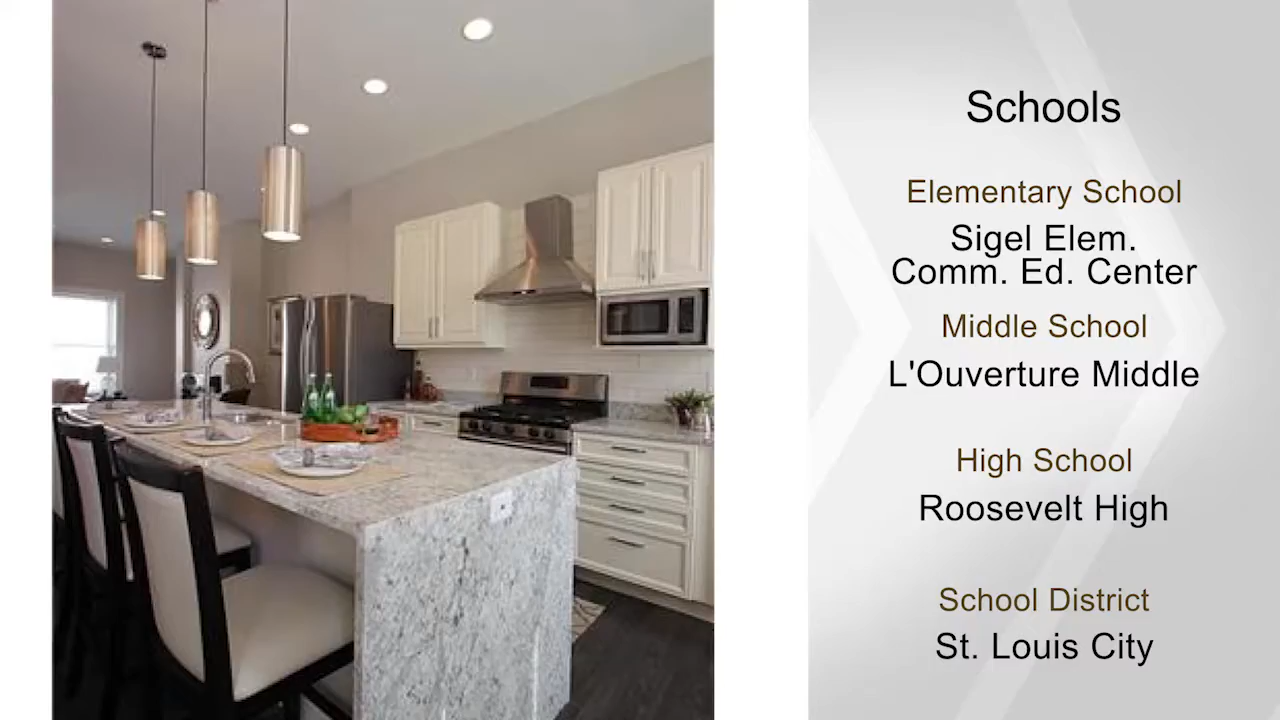 Schools
Elementary School
Sigel Elem.
Comm. Ed. Center
Middle School
L'Ouverture Middle
High School
Roosevelt High
School District
St. Louis City